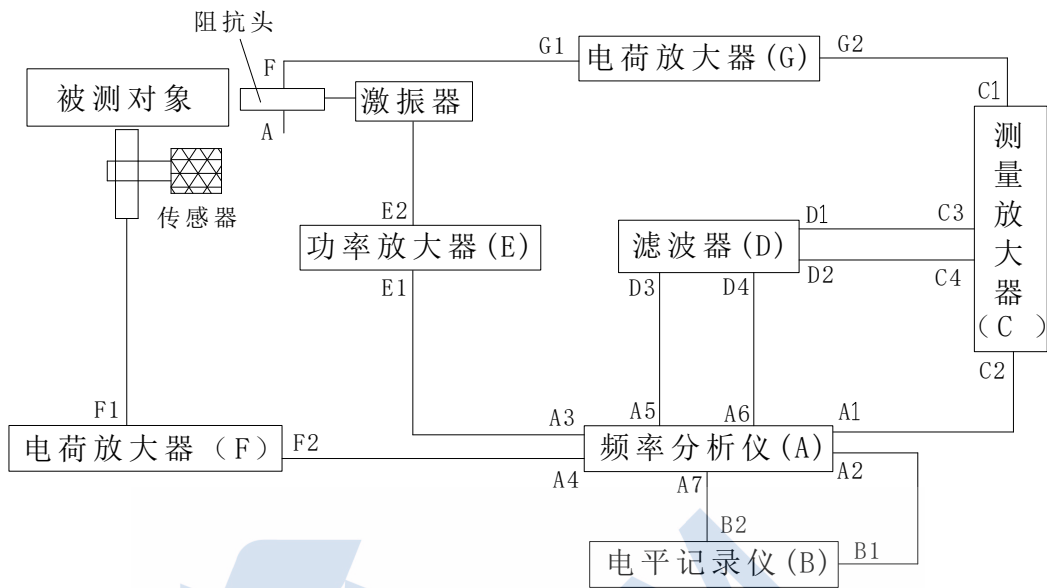 阻抗头
F
G1
电荷放大器(G)
G2
被测对象
激振器
C1
A
测量放大器(C)
传感器
E2
D1
C3
功率放大器(E)
滤波器(D)
E1
D3
D4
D2
C4
C2
F1
A3
A5
A6
A1
电荷放大器(F)
F2
频率分析仪(A)
A4
A7
A2
B2
电平记录仪(B)
B1